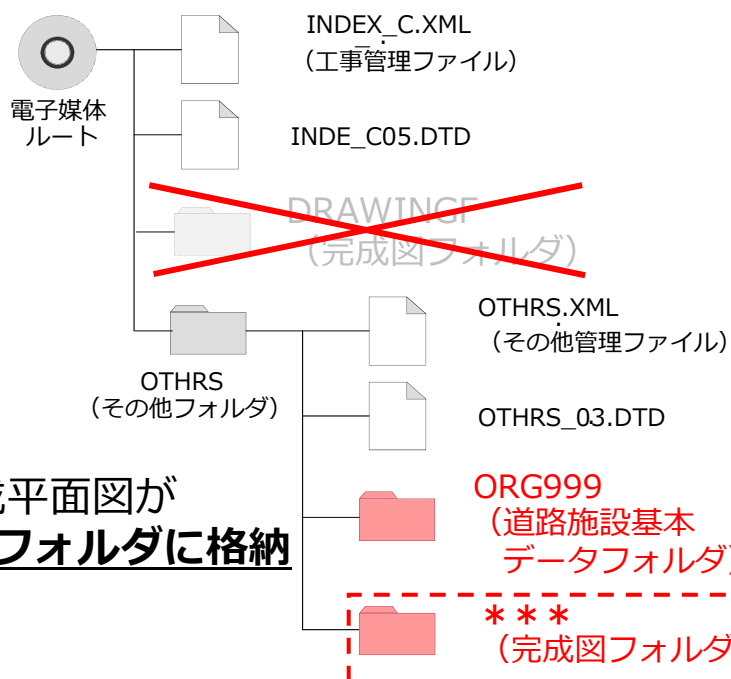 INDEX_C.XML
（工事管理ファイル）
電子媒体
ルート
INDE_C05.DTD
DRAWINGF
（完成図フォルダ）
OTHRS.XML
（その他管理ファイル）
OTHRS
（その他フォルダ）
OTHRS_03.DTD
平面図が
フォルダに格納
ORG999
（道路施設基本
データフォルダ）
＊＊＊
（完成図フォルダ